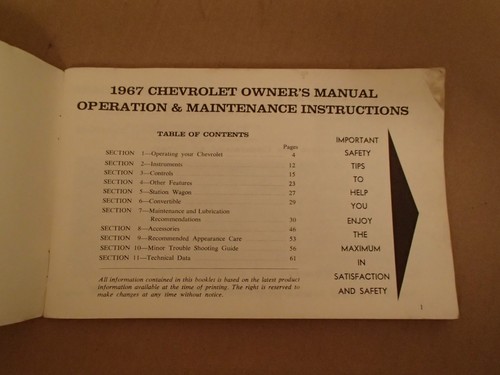 1967 CHEVROLET OWNER'S MANUAL
OPERATION & MAINTENANCE INSTRUCTIONS
TABLE OF CONTENTS
Pages
SECTION 1—Operating your Chevrolet 4
SECTION 2—Instruments 12
SECTION 3—Controls 15
SECTION 4—Other Features 23
SECTION 5—Station Wagon 27
SECTION 6—Convertible 29
SECTION 7—Maintenance and Lubrication
Recommendations 30
SECTION 8—Accessories 46
SECTION 9—Recommended Appearance Care 53
SECTION 10—Minor Trouble Shooting Guide 56
SECTION 11—Technical Data 61
All information contained in this booklet is based on the latest product
information available at the time of printing. The right is reserved to
make changes at any time without notice.
IMPORTANT
SAFETY
TIPS
TO
HELP
YOU
ENJOY
THE
MAXIMUM
IN
SATISFACTION
AND SAFETY
1